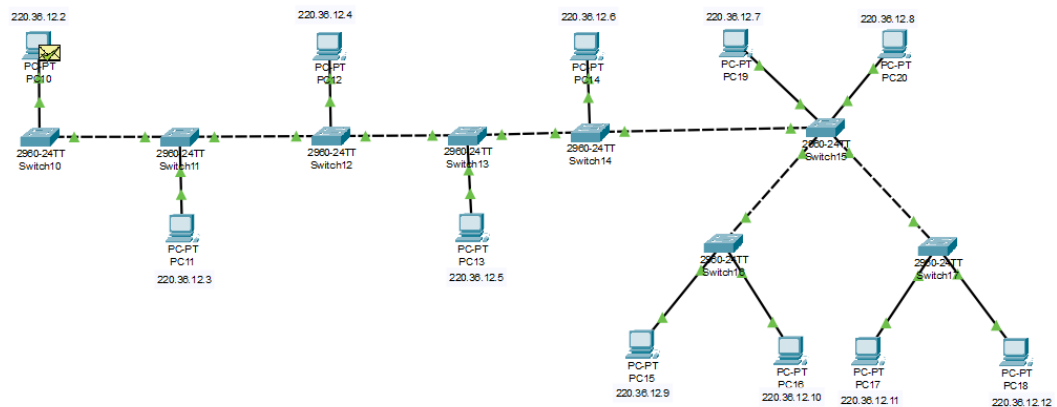 220.36.12.2
PC-PT
PC10
220.36.12.4
PC-PT
PC12
220.36.12.6
PC-PT
PC14
220.36.12.7
PC-PT
PC19
220.36.12.8
PC-PT
PC20
2960-24TT
Switch10
2960-24TT
Switch11
2960-24TT
Switch12
2960-24TT
Switch13
2960-24TT
Switch14
2960-24TT
Switch15
PC-PT
PC11
220.36.12.3
PC-PT
PC13
220.36.12.5
2960-24TT
Switch16
2960-24TT
Switch17
PC-PT
PC15
220.36.12.9
PC-PT
PC16
220.36.12.10
PC-PT
PC17
220.36.12.11
PC-PT
PC18
220.36.12.12